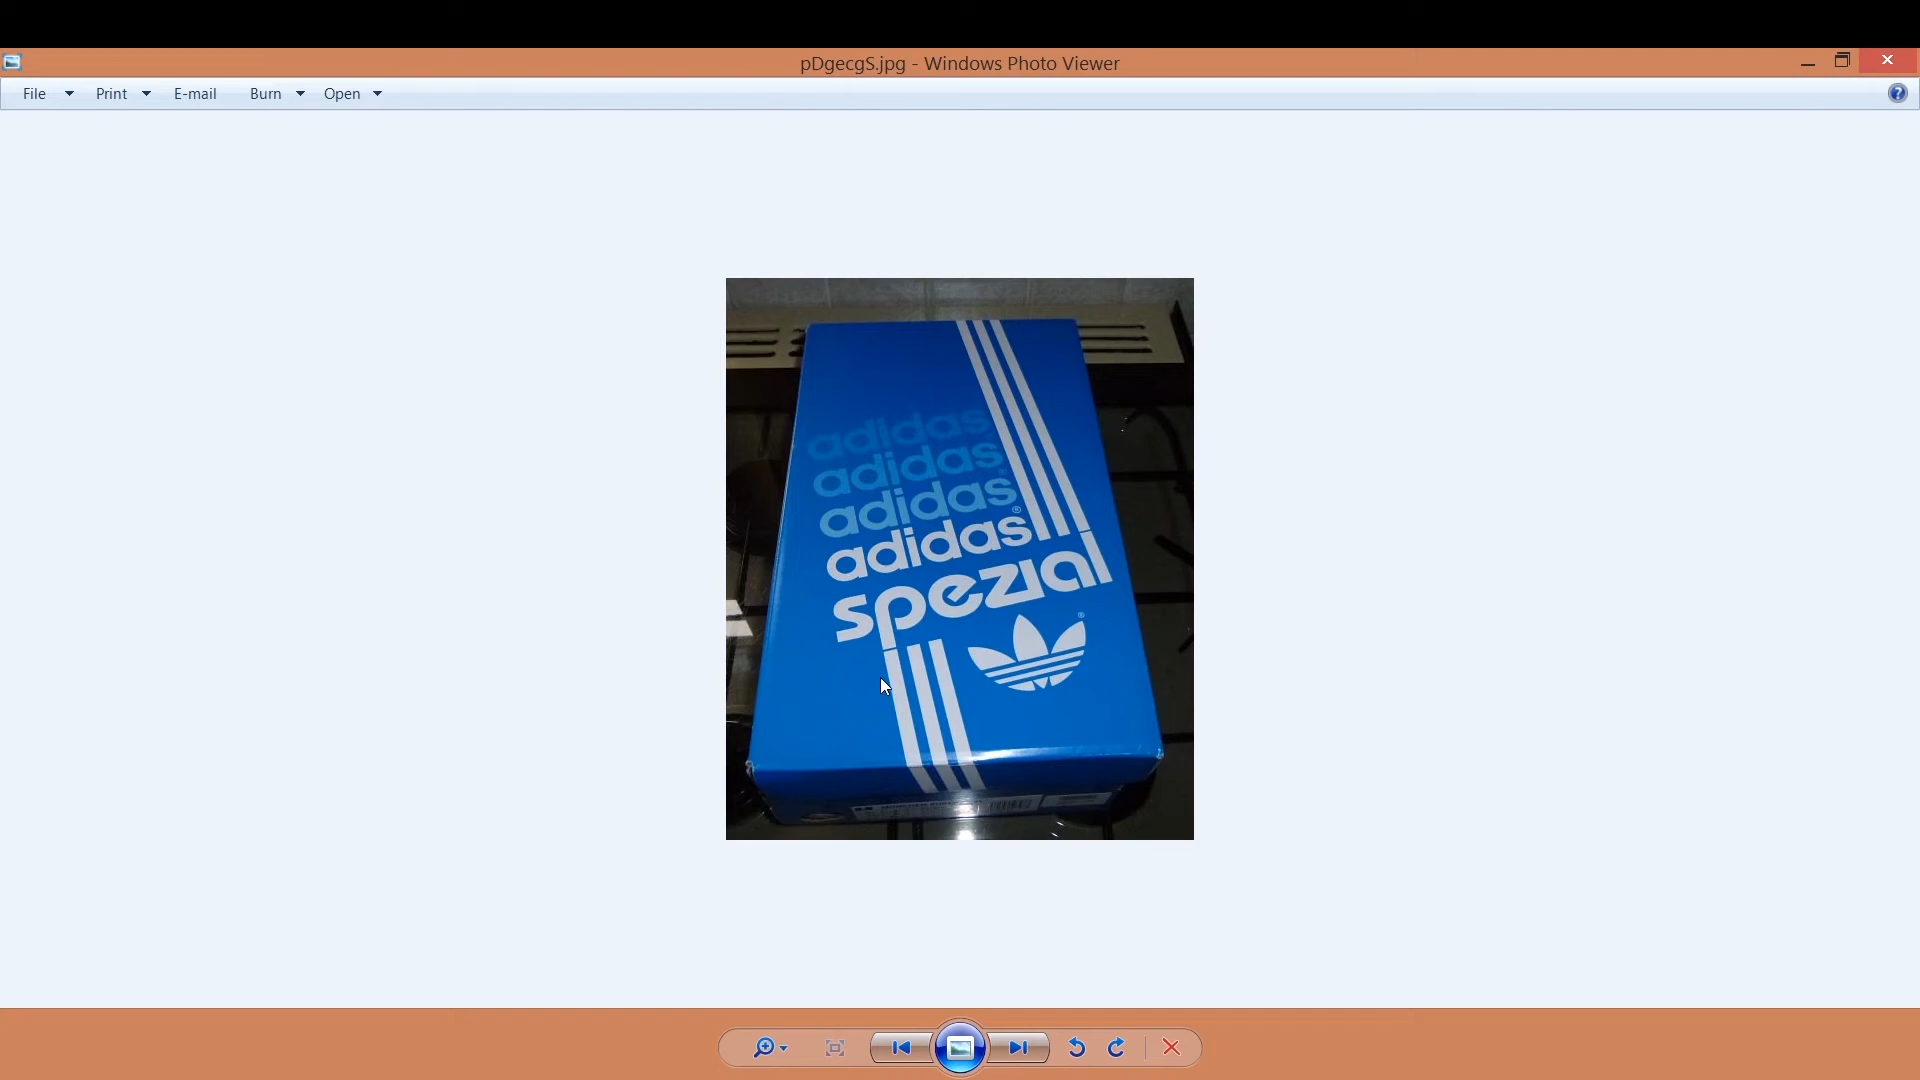 pDgecgS.jpg - Windows Photo Viewer
File Print E-mail Burn Open
adidas
adidas
adidas
adidas®
spezial